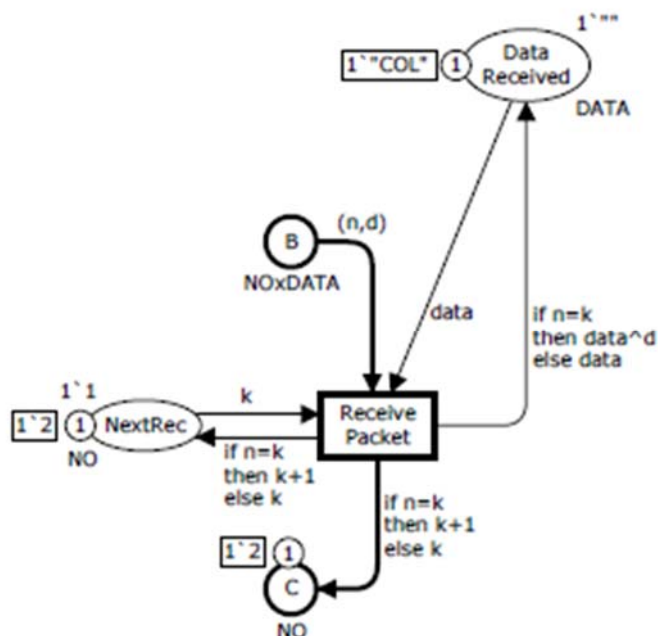 1`""
1`"COL"
1
Data
Received
DATA
B
(n,d)
NOxDATA
data
if n=k
then data^d
else data
1`1
1`2
1
NextRec
NO
k
Receive
Packet
if n=k
then k+1
else k
if n=k
then k+1
else k
1`2
1
C
NO